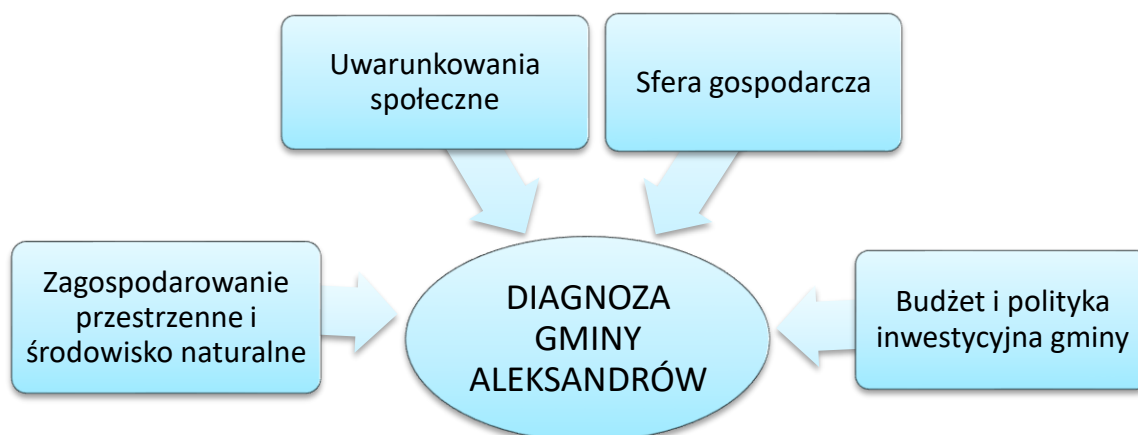 Uwarunkowania
społeczne
Sfera gospodarcza
Zagospodarowanie
przestrzenne i
środowisko naturalne
DIAGNOZA
GMINY
ALEKSANDRÓW
Budżet i polityka
inwestycyjna gminy